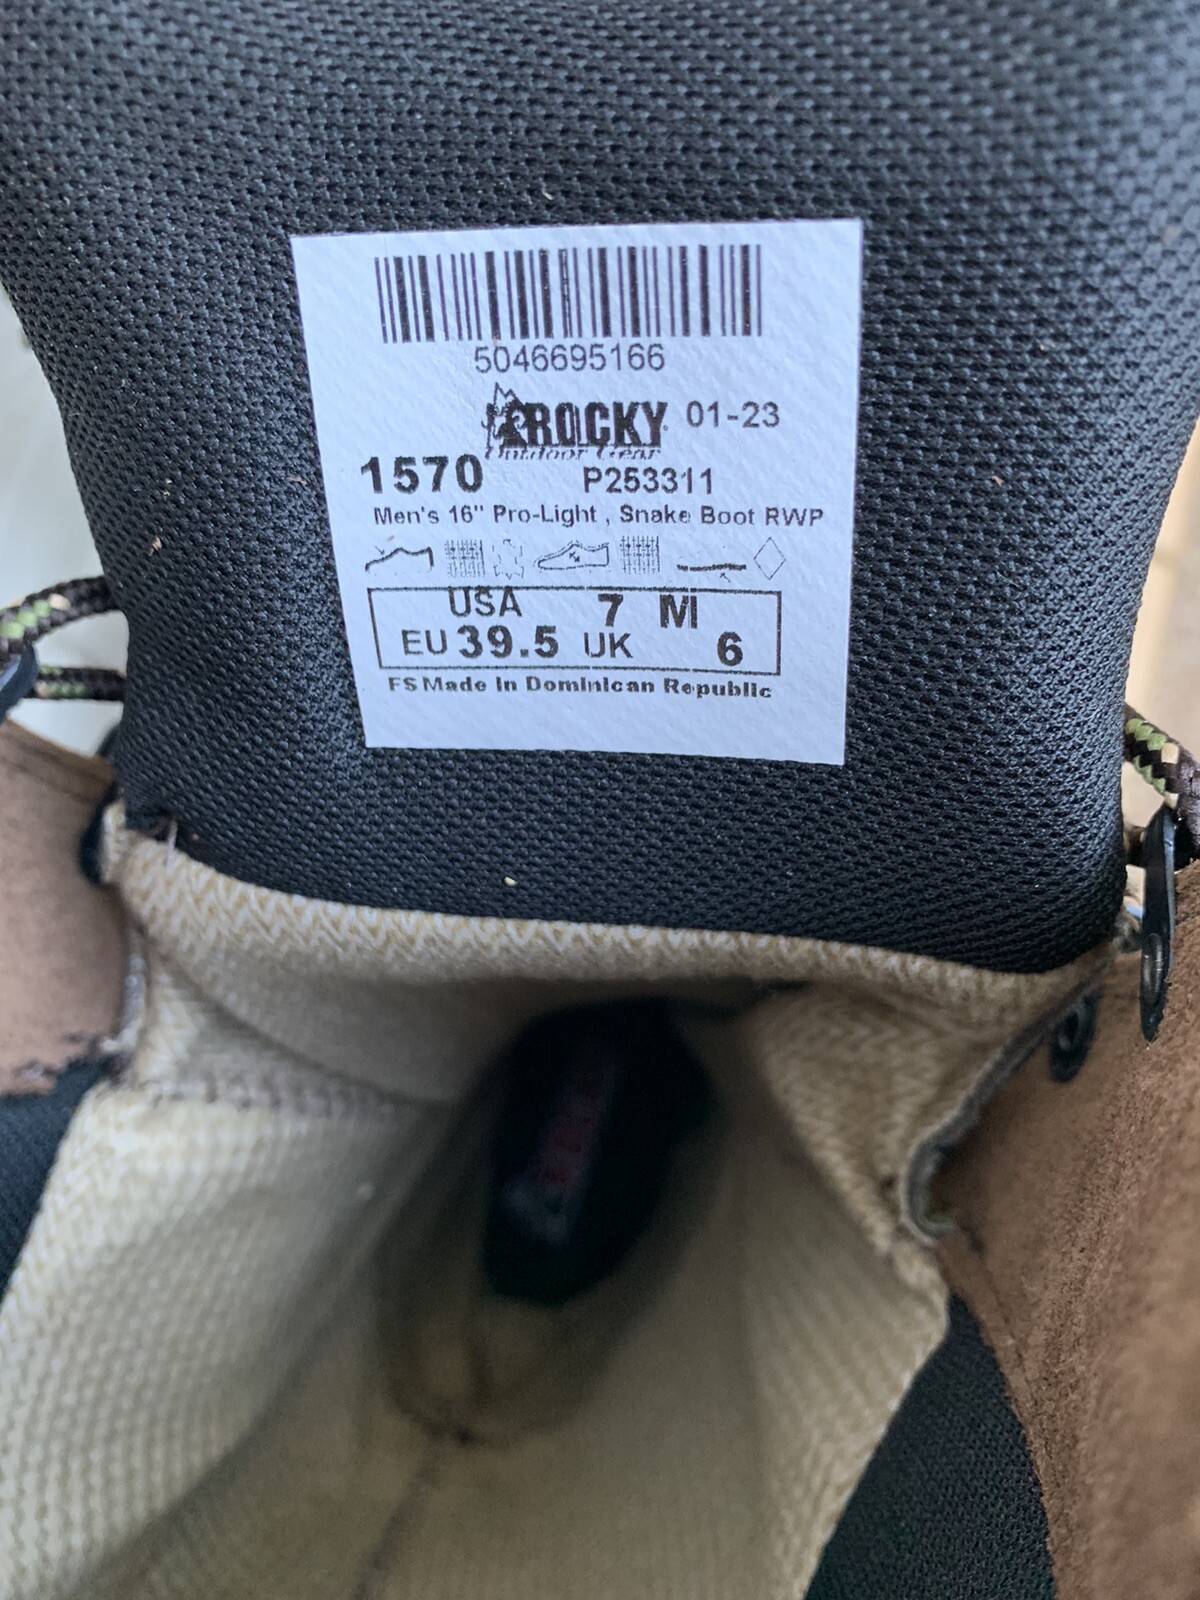 5046695166
ROCKY 01-23
Outdoor Gear
1570 P253311
Men's 16" Pro-Light , Snake Boot RWP
USA 7 M
EU 39.5 UK 6
FS Made In Dominican Republic